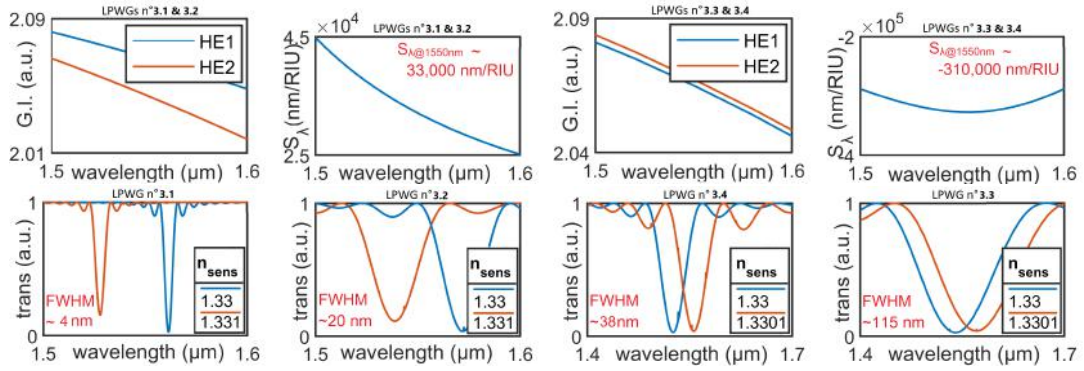 LPWGs n°3.1 & 3.2
2.09
G.I. (a.u.)
2.01
HE1
HE2
1.5
1.6
wavelength (µm)
LPWGs n°3.1 & 3.2
×10⁴
4.5
S_λ (nm/RIU)
2.5
S_λ@1550nm ~
33,000 nm/RIU
1.5
1.6
wavelength (µm)
LPWGs n°3.3 & 3.4
2.09
G.I. (a.u.)
2.04
HE1
HE2
1.5
1.6
wavelength (µm)
LPWGs n°3.3 & 3.4
×10⁵
-2
S_λ (nm/RIU)
-4
S_λ@1550nm ~
-310,000 nm/RIU
1.5
1.6
wavelength (µm)
LPWG n°3.1
1
trans (a.u.)
0
FWHM
~ 4 nm
n_sens
1.33
1.331
1.5
1.6
wavelength (µm)
LPWG n°3.2
1
trans (a.u.)
0
FWHM
~20 nm
n_sens
1.33
1.331
1.5
1.6
wavelength (µm)
LPWG n°3.4
1
trans (a.u.)
0
FWHM
~38nm
n_sens
1.33
1.3301
1.4
1.7
wavelength (µm)
LPWG n°3.3
1
trans (a.u.)
0
FWHM
~115 nm
n_sens
1.33
1.3301
1.4
1.7
wavelength (µm)